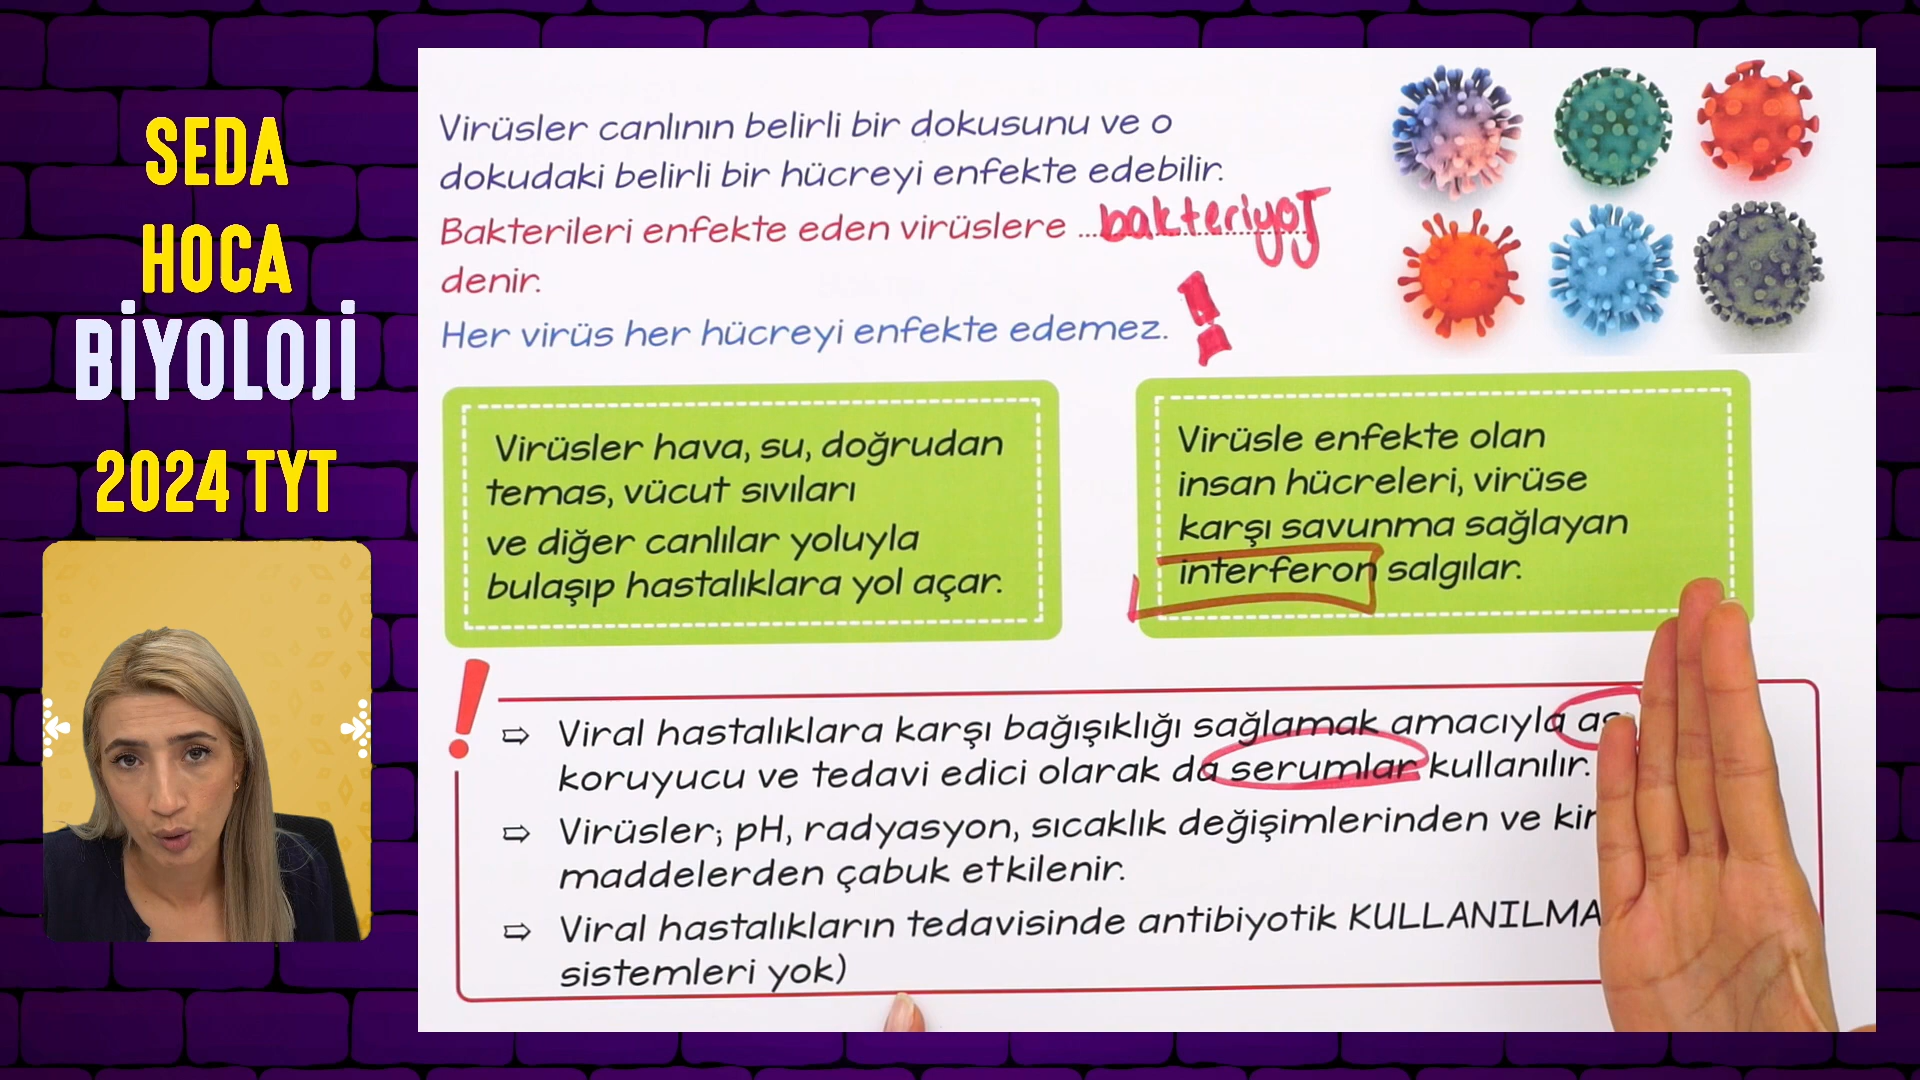 SEDA
HOCA
BİYOLOJİ
2024 TYT
Virüsler canlının belirli bir dokusunu ve o
dokudaki belirli bir hücreyi enfekte edebilir.
Bakterileri enfekte eden virüslere ...bakteriyoj
denir.
Her virüs her hücreyi enfekte edemez.
Virüsler hava, su, doğrudan
temas, vücut sıvıları
ve diğer canlılar yoluyla
bulaşıp hastalıklara yol açar.
Virüsle enfekte olan
insan hücreleri, virüse
karşı savunma sağlayan
interferon salgılar.
Viral hastalıklara karşı bağışıklığı sağlamak amacıyla
koruyucu ve tedavi edici olarak da serumlar kullanılır.
Virüsler; pH, radyasyon, sıcaklık değişimlerinden ve
maddelerden çabuk etkilenir.
Viral hastalıkların tedavisinde antibiyotik
sistemleri yok)